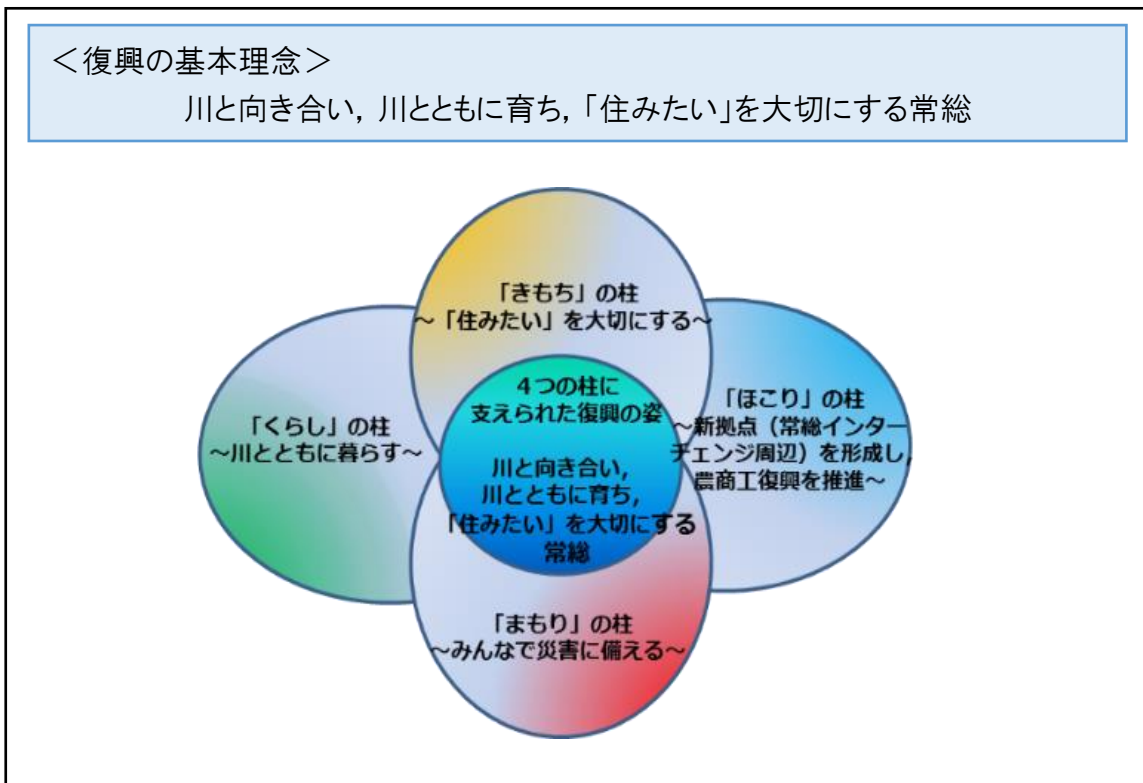 ＜復興の基本理念＞
川と向き合い，川とともに育ち，「住みたい」を大切にする常総
「きもち」の柱
～「住みたい」を大切にする～
「くらし」の柱
～川とともに暮らす～
４つの柱に
支えられた復興の姿
川と向き合い，
川とともに育ち，
「住みたい」を大切にする
常総
「ほこり」の柱
～新拠点（常総インター
チェンジ周辺）を形成し，
農商工復興を推進～
「まもり」の柱
～みんなで災害に備える～